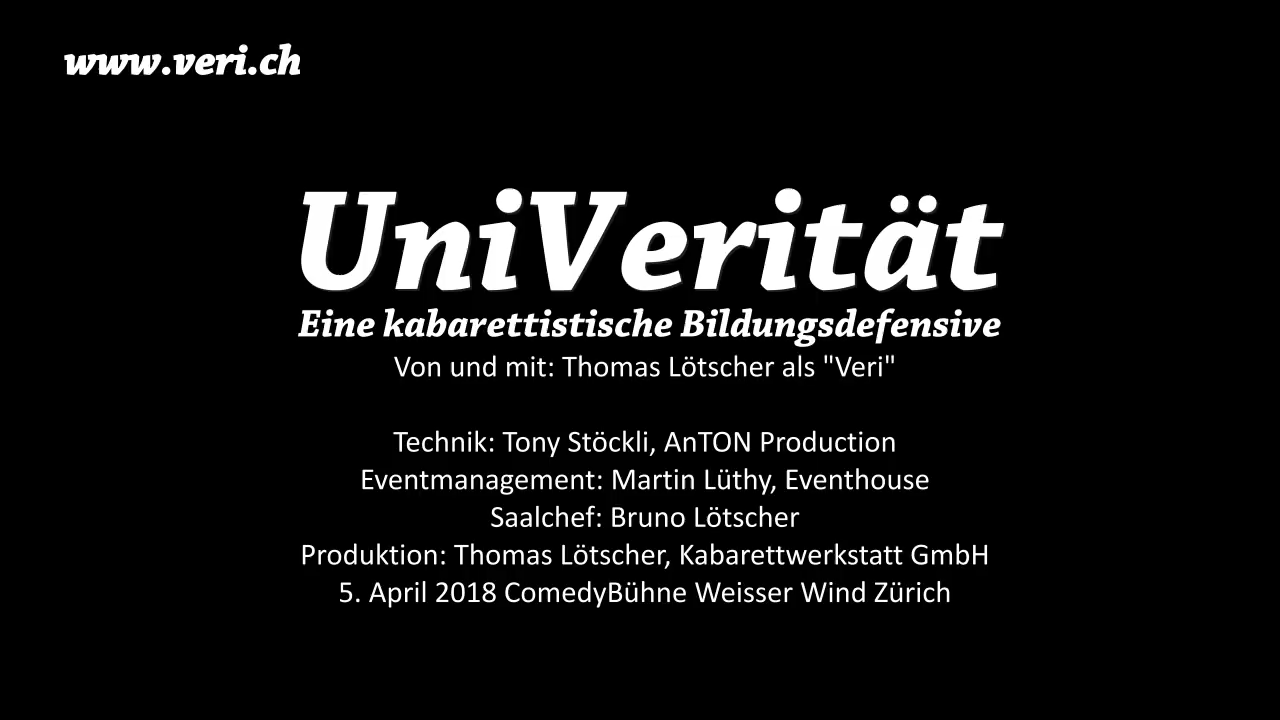 www.veri.ch
UniVerität
Eine kabarettistische Bildungsdefensive
Von und mit: Thomas Lötscher als "Veri"
Technik: Tony Stöckli, AnTON Production
Eventmanagement: Martin Lüthy, Eventhouse
Saalchef: Bruno Lötscher
Produktion: Thomas Lötscher, Kabarettwerkstatt GmbH
5. April 2018 ComedyBühne Weisser Wind Zürich